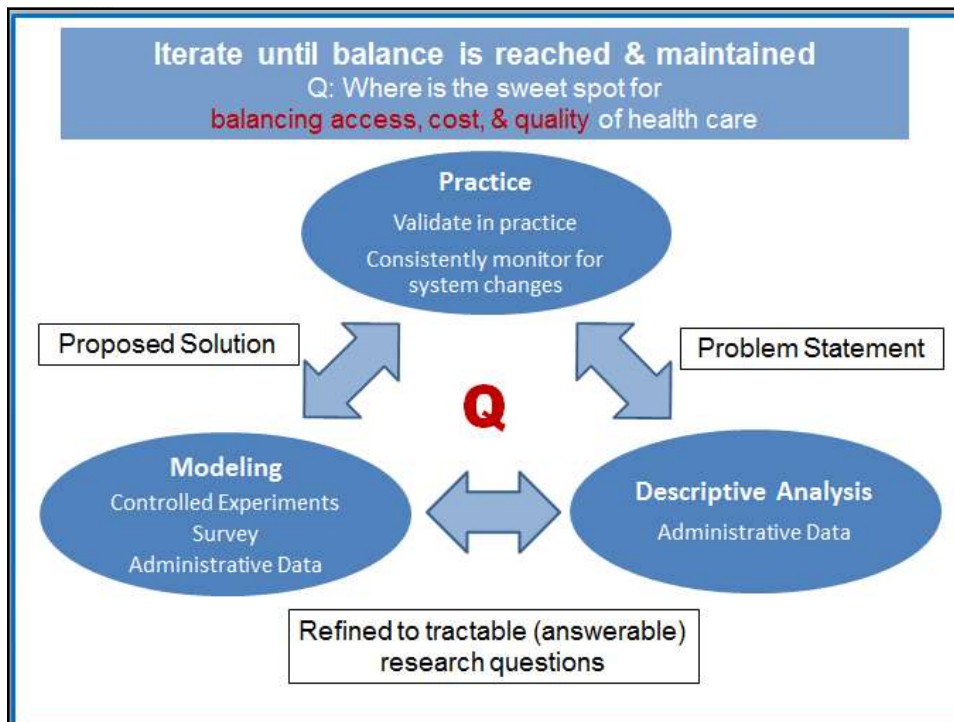 Iterate until balance is reached & maintained
Q: Where is the sweet spot for
balancing access, cost, & quality of health care
Practice
Validate in practice
Consistently monitor for
system changes
Proposed Solution
Problem Statement
Q
Modeling
Controlled Experiments
Survey
Administrative Data
Descriptive Analysis
Administrative Data
Refined to tractable (answerable)
research questions